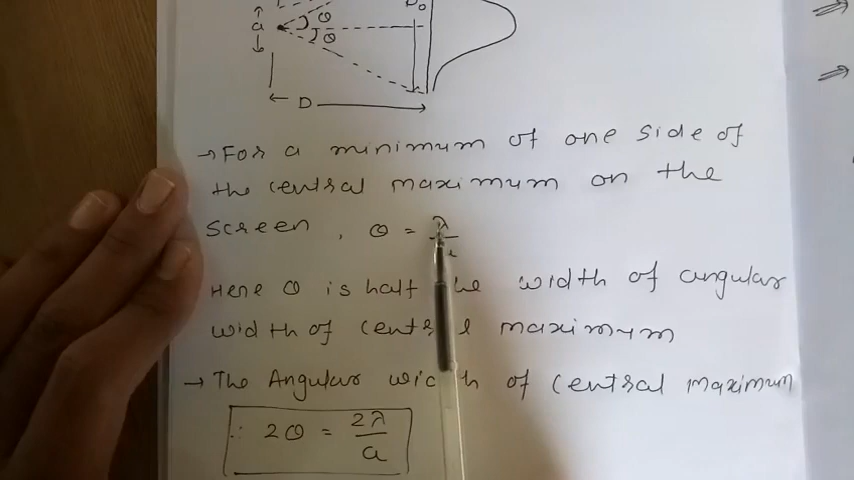 a
θ
θ
D
→ For a minimum of one side of
the central maximum on the
screen, θ = λ
Here θ is half the width of angular
width of central maximum
→ The Angular width of central maximum
∴ 2θ = 2λ/a